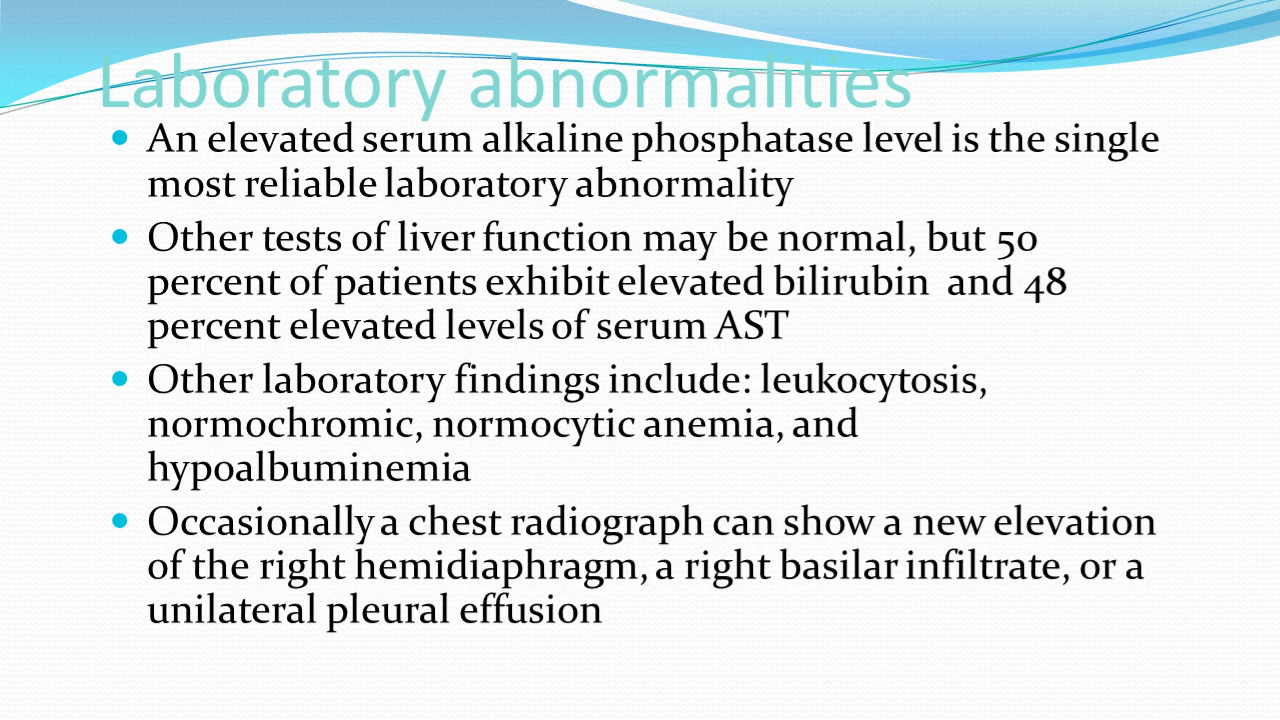 Laboratory abnormalities
• An elevated serum alkaline phosphatase level is the single
most reliable laboratory abnormality
• Other tests of liver function may be normal, but 50
percent of patients exhibit elevated bilirubin  and 48
percent elevated levels of serum AST
• Other laboratory findings include: leukocytosis,
normochromic, normocytic anemia, and
hypoalbuminemia
• Occasionally a chest radiograph can show a new elevation
of the right hemidiaphragm, a right basilar infiltrate, or a
unilateral pleural effusion